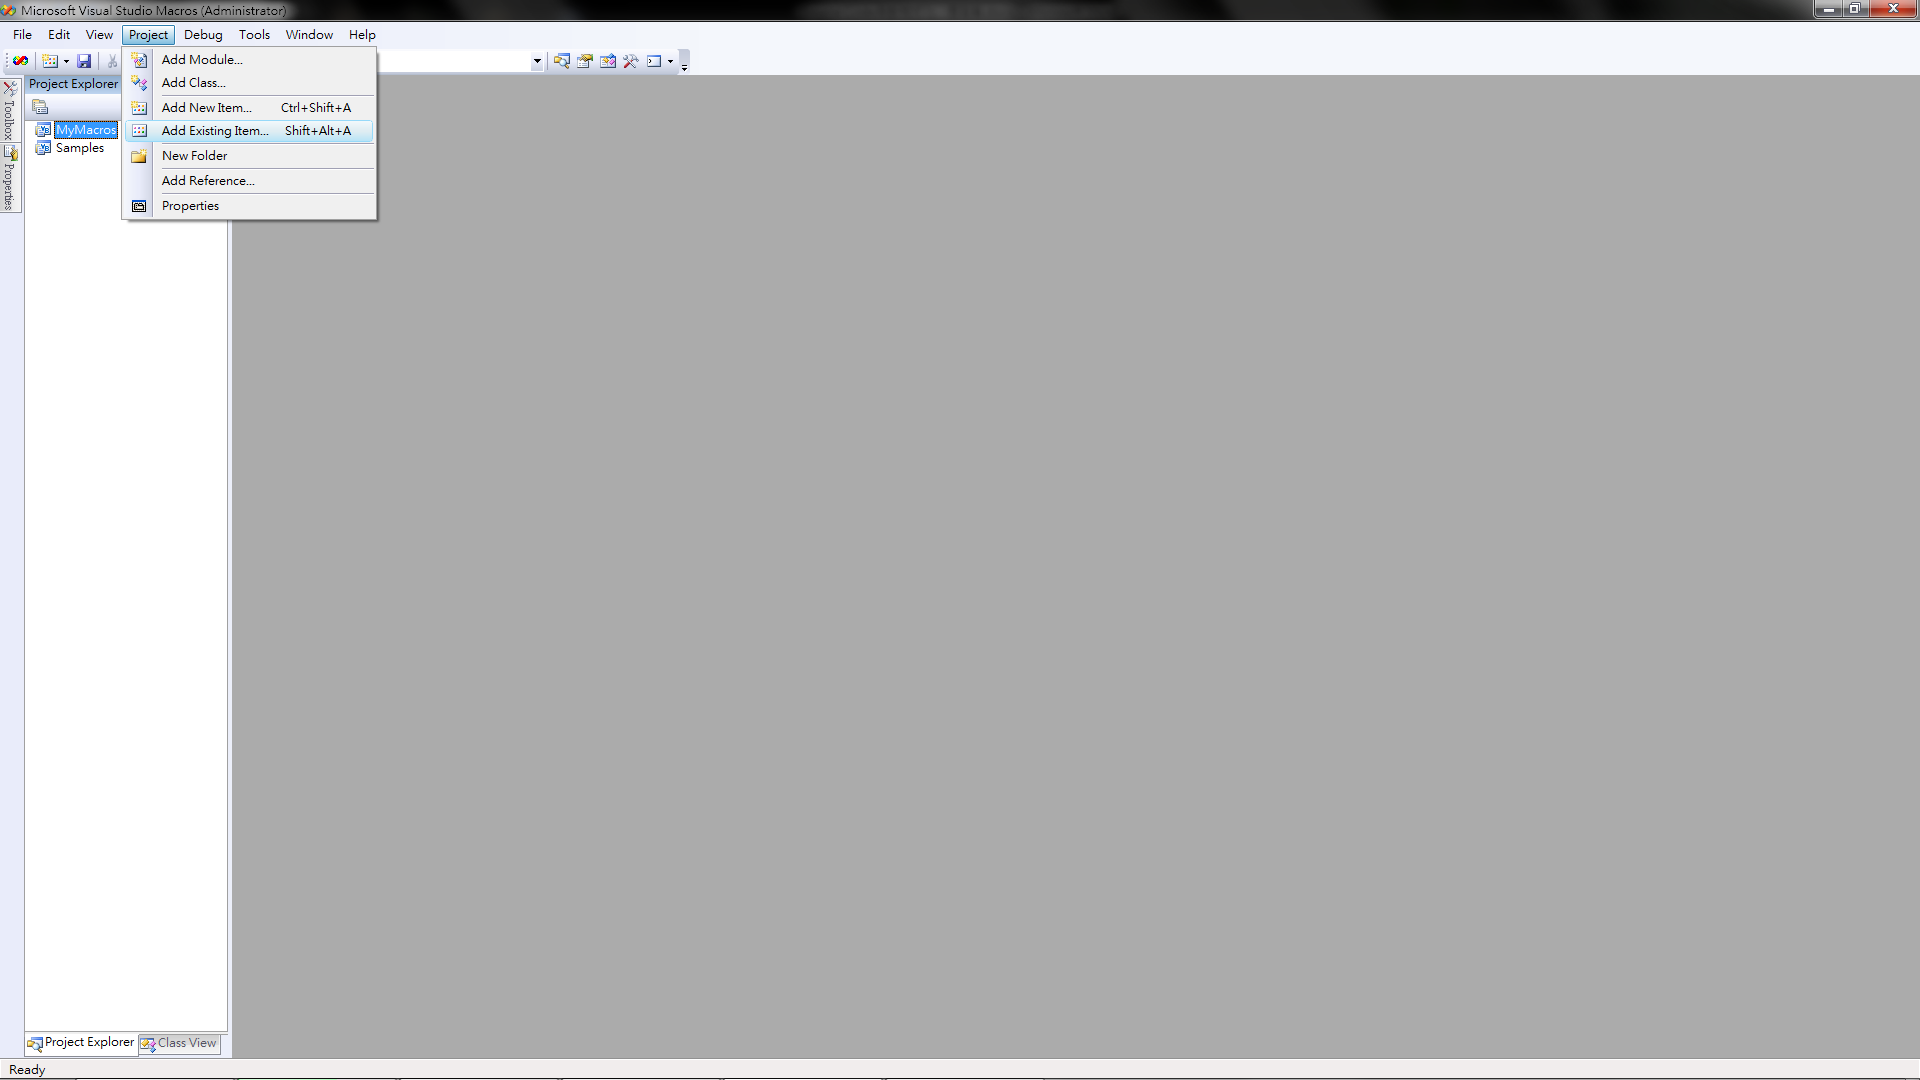 Microsoft Visual Studio Macros (Administrator)
File Edit View Project Debug Tools Window Help
Add Module...
Project Explorer
Add Class...
Add New Item... Ctrl+Shift+A
MyMacros
Add Existing Item... Shift+Alt+A
Samples
New Folder
Add Reference...
Properties
Toolbox
Properties
Project Explorer
Class View
Ready